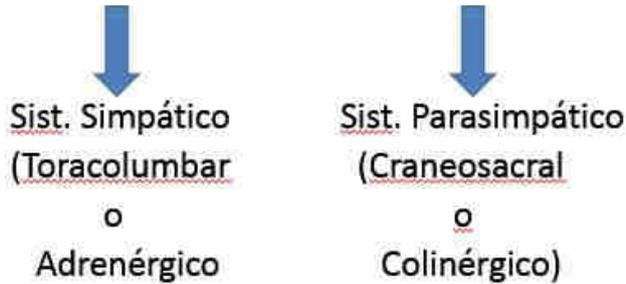 Sist. Simpático
(Toracolumbar
o
Adrenérgico
Sist. Parasimpático
(Craneosacral
o
Colinérgico)